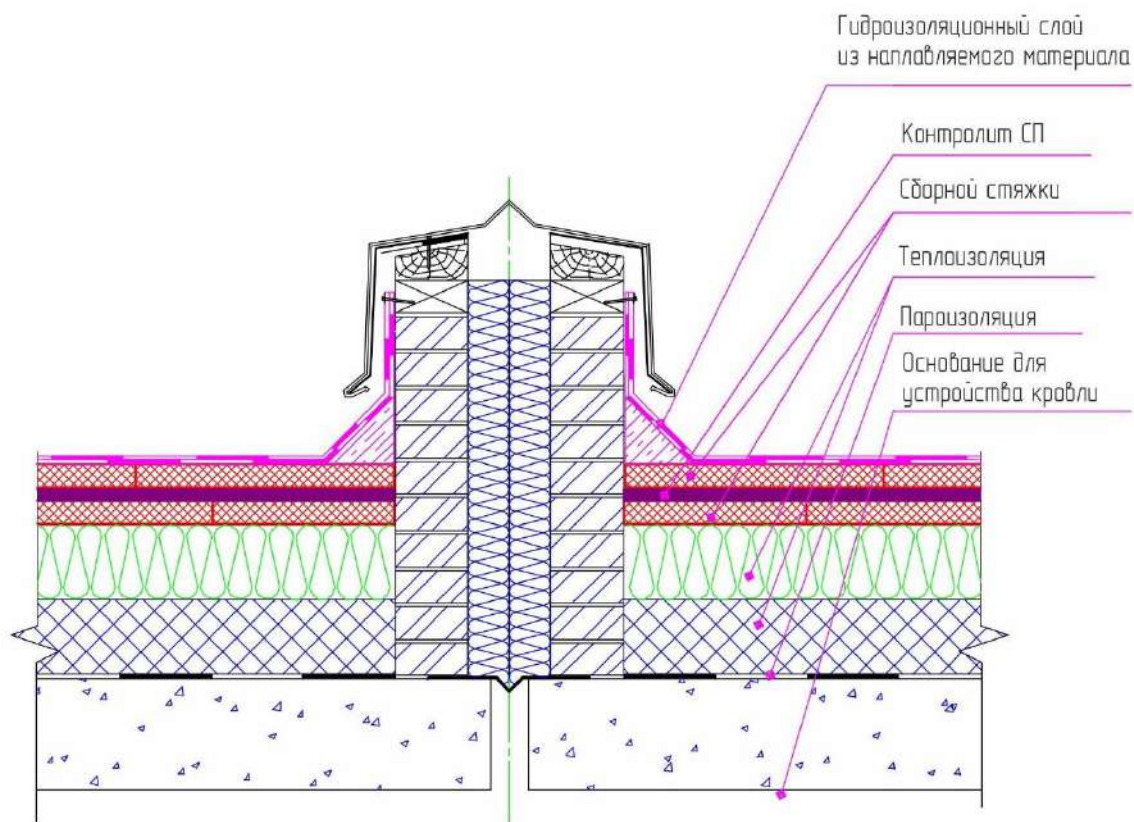 Гидроизоляционный слой
из наплавляемого материала
Контролит СП
Сборной стяжки
Теплоизоляция
Пароизоляция
Основание для
устройства кровли